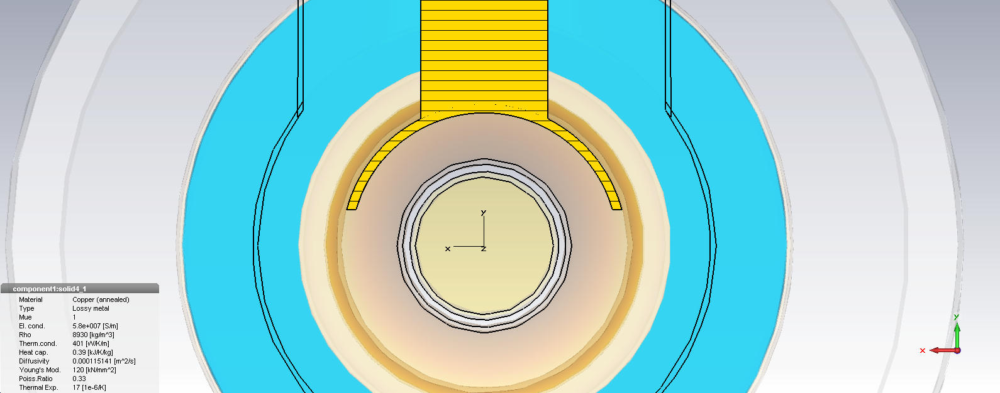 y
x
z
component1:solid4_1
Material Copper (annealed)
Type Lossy metal
Mue 1
El. cond. 5.8e+007 [S/m]
Rho 8930 [kg/m^3]
Therm.cond. 401 [W/K/m]
Heat cap. 0.39 [kJ/K/kg]
Diffusivity 0.000115141 [m^2/s]
Young's Mod. 120 [kN/mm^2]
Poiss.Ratio 0.33
Thermal Exp. 17 [1e-6/K]
y
x